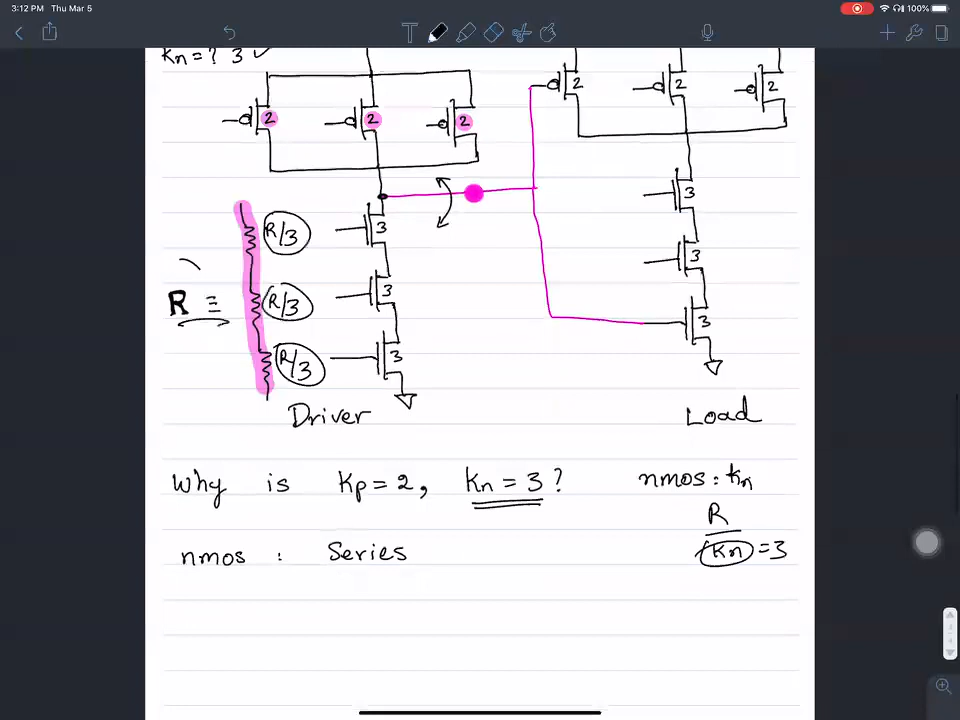 3:12 PM Thu Mar 5
100%
Kn = ? 3 ✓
2 2 2
2 2 2
R/3 3
R ≡ R/3 3
R/3 3
3
3
3
Driver Load
Why is Kp = 2, Kn = 3 ? nmos : Kn
R
nmos : Series Kn = 3